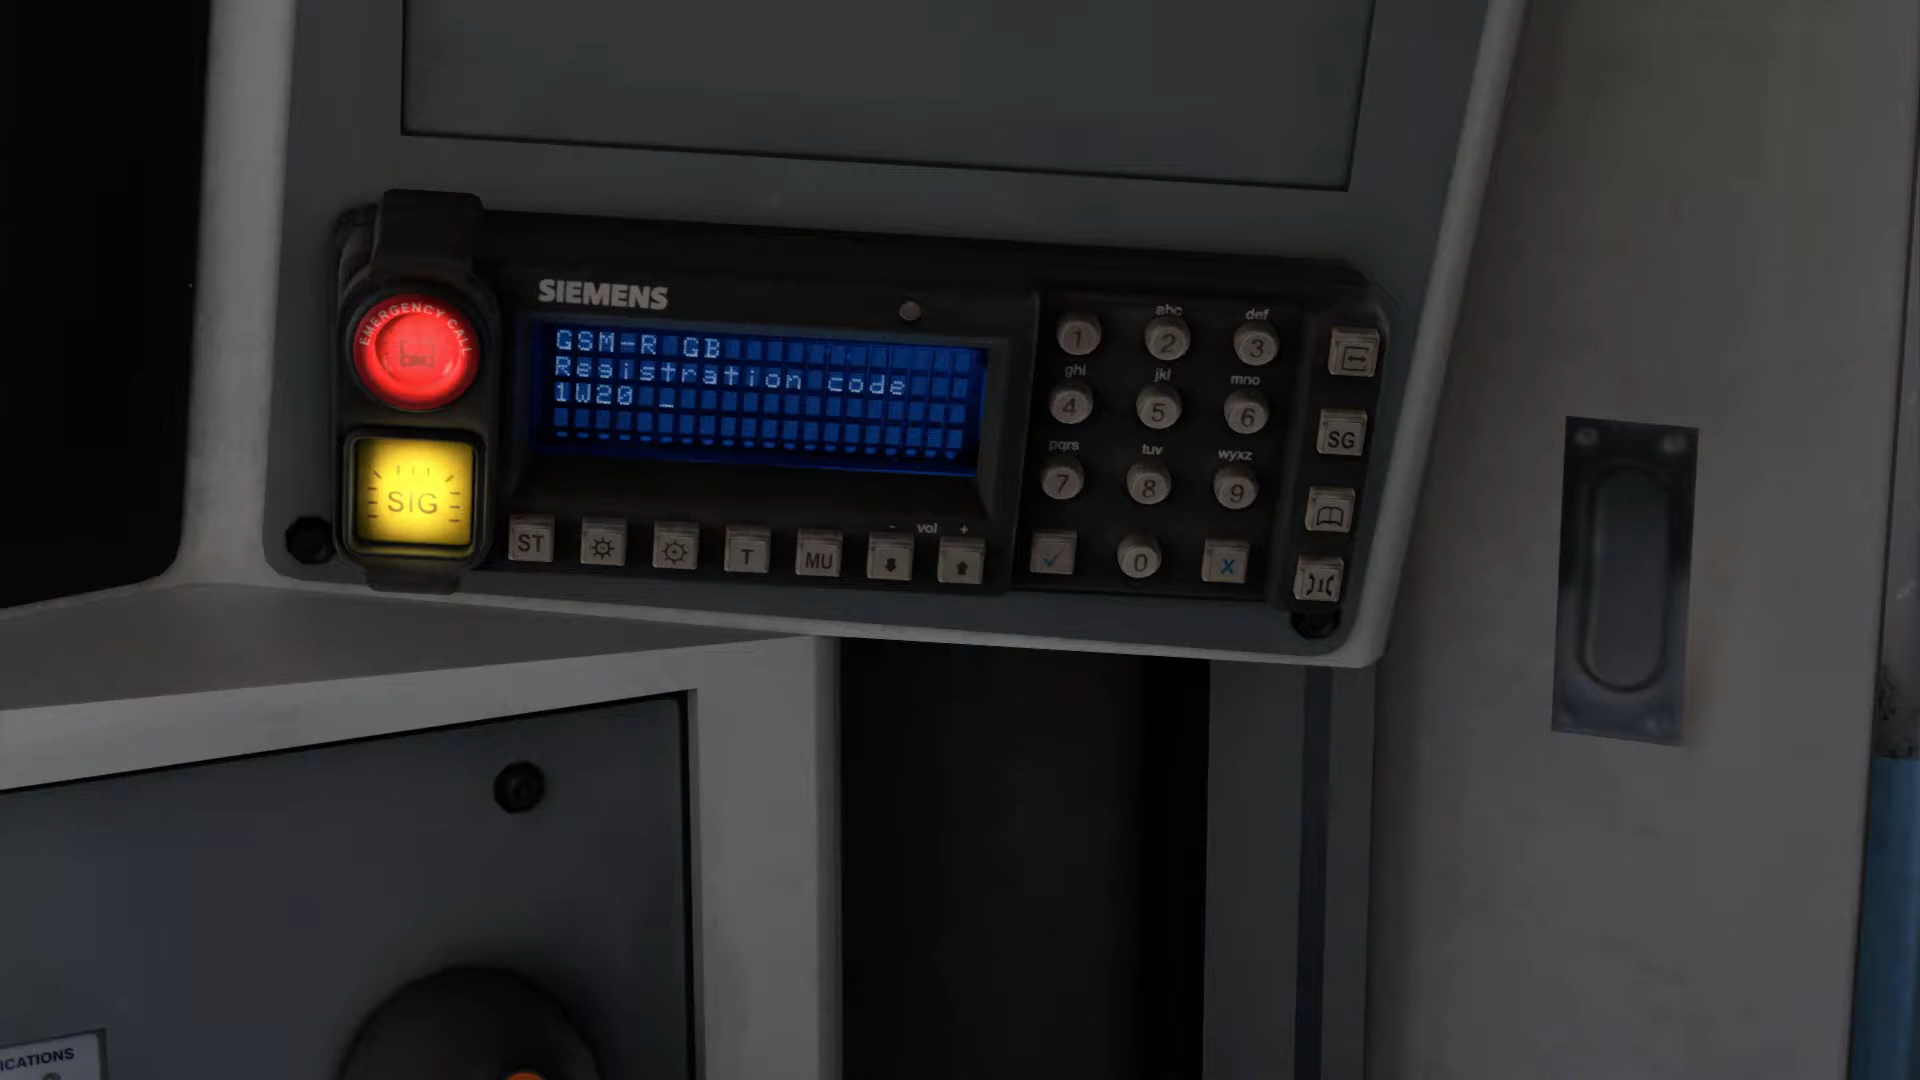 SIEMENS
EMERGENCY CALL
GSM-R GB
Registration code
1W20 _
SIG
1
abc
2
def
3
ghi
4
jkl
5
mno
6
pqrs
7
tuv
8
wyxz
9
0
X
SG
ST
T
MU
- vol +
ICATIONS